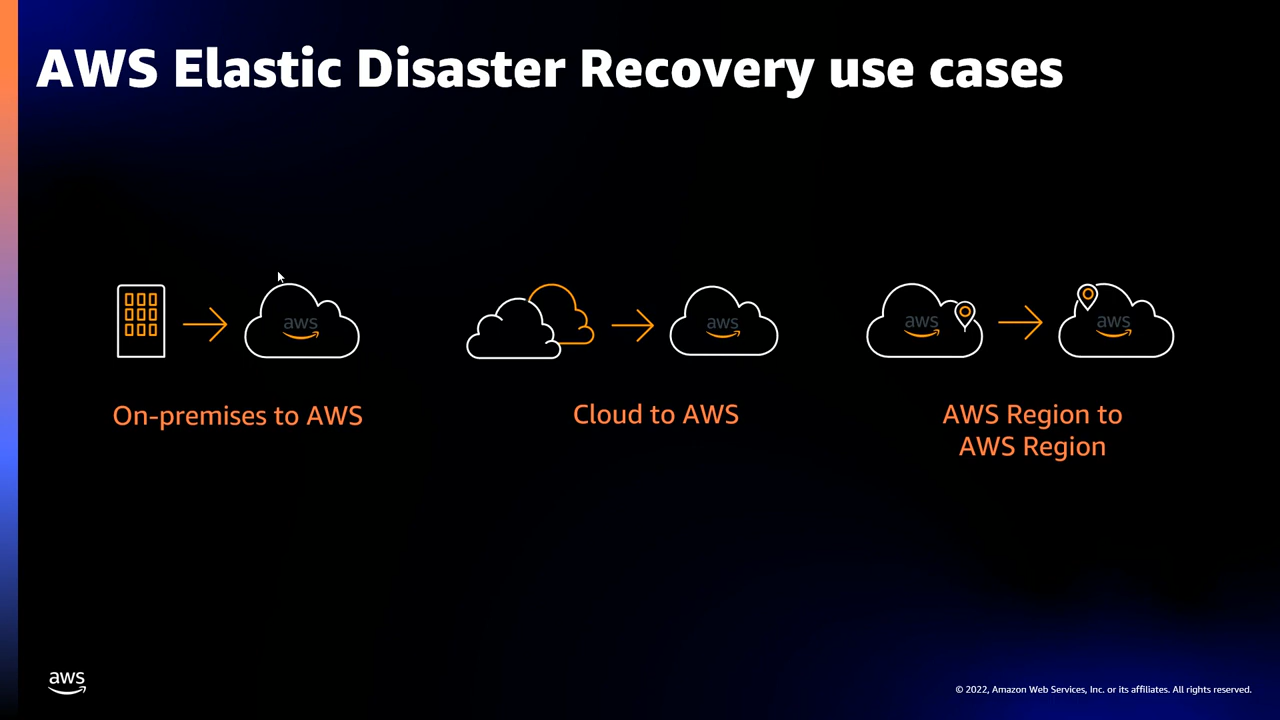 AWS Elastic Disaster Recovery use cases
aws
aws
aws
aws
On-premises to AWS
Cloud to AWS
AWS Region to
AWS Region
aws
© 2022, Amazon Web Services, Inc. or its affiliates. All rights reserved.